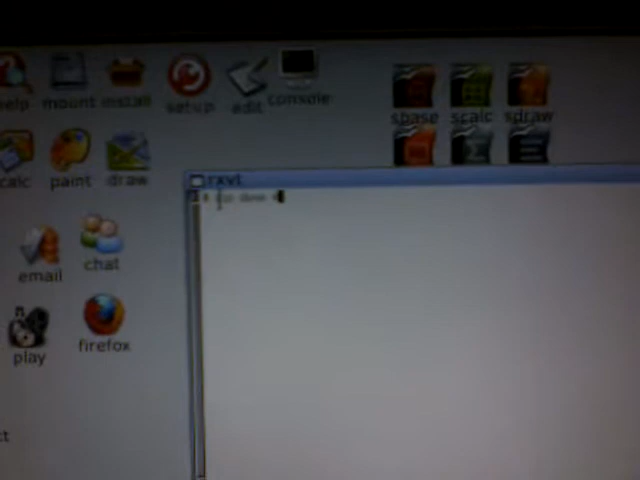 help mount install setup edit console
sbase scalc sdraw
calc paint draw
rxvt
#
email chat
play firefox